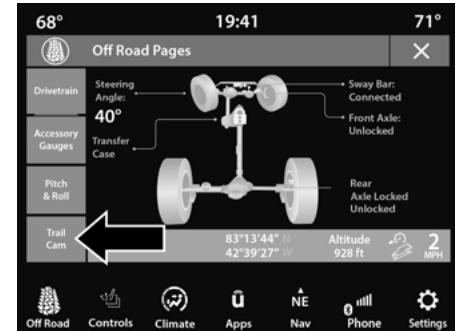 68°
19:41
71°
Off Road Pages
Drivetrain
Accessory
Gauges
Pitch
& Roll
Trail
Cam
Steering
Angle:
40°
Transfer
Case
Sway Bar:
Connected
Front Axle:
Unlocked
Rear
Axle Locked
Unlocked
83°13'44" N
42°39'27" W
Altitude
928 ft
2
MPH
Off Road
Controls
Climate
Apps
NE
Nav
Phone
Settings